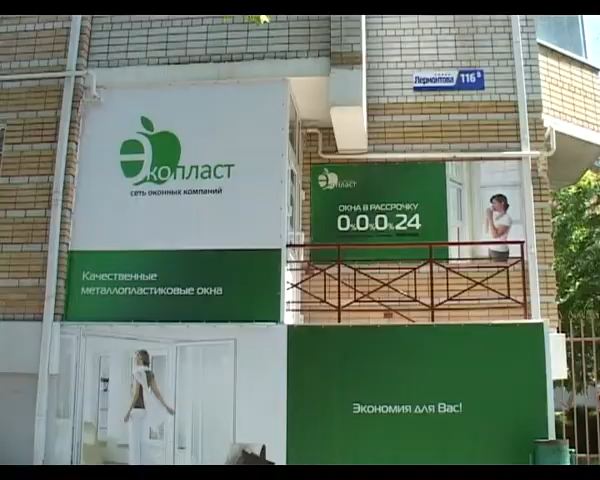 Экопласт
сеть оконных компаний
Качественные
металлопластиковые окна
Экопласт
ОКНА В РАССРОЧКУ
0%0%0%24
Лермонтова 116
Экономия для Вас!